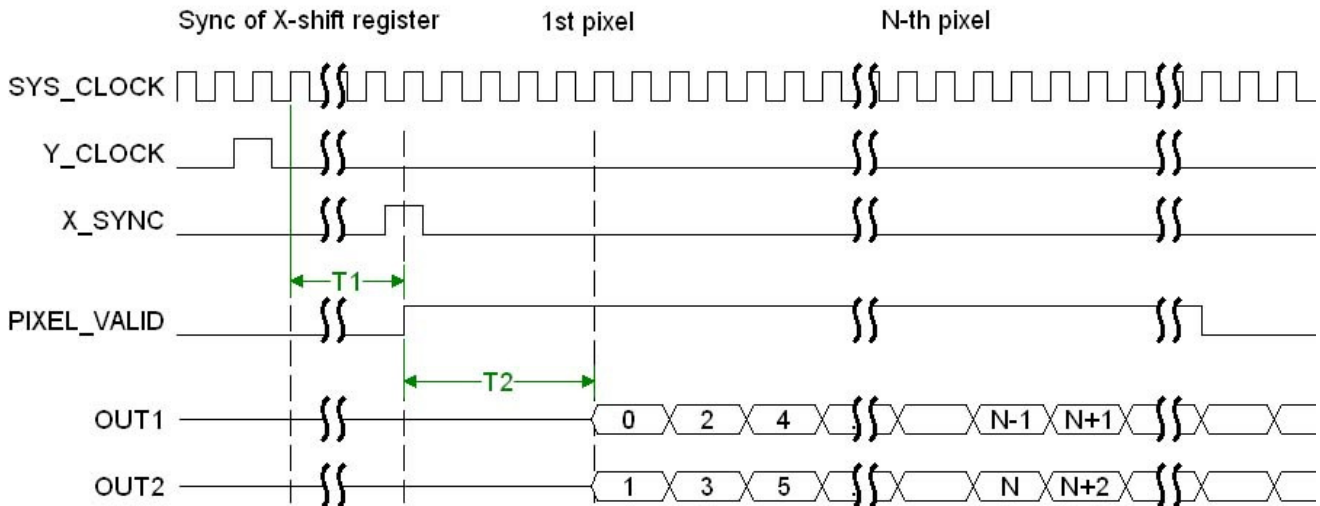 Sync of X-shift register 1st pixel N-th pixel
SYS_CLOCK
Y_CLOCK
X_SYNC
T1
PIXEL_VALID
T2
OUT1 0 2 4 . N-1 N+1
OUT2 1 3 5 . N N+2